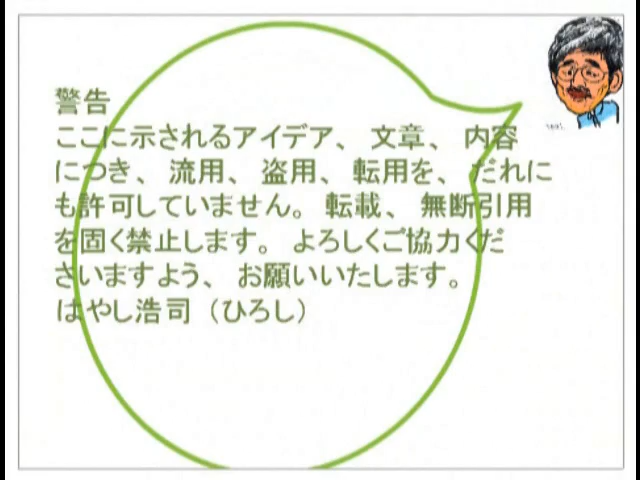 警告
ここに示されるアイデア、 文章、 内容
につき、 流用、 盗用、 転用を、 だれに
も許可していません。 転載、 無断引用
を固く禁止します。 よろしくご協力くだ
さいますよう、 お願いいたします。
はやし浩司（ひろし）